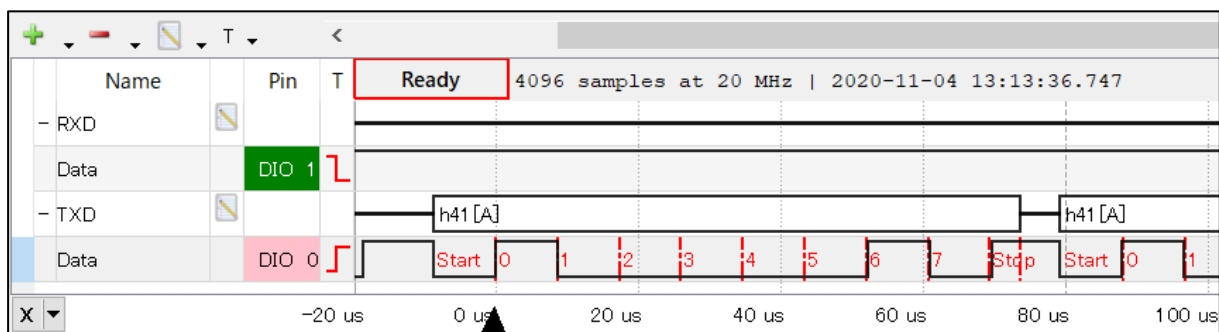 T <
Name Pin T Ready 4096 samples at 20 MHz | 2020-11-04 13:13:36.747
- RXD
Data DIO 1
- TXD h41[A] h41[A]
Data DIO 0 Start 0 1 2 3 4 5 6 7 Stop Start 0 1
X -20 us 0 us 20 us 40 us 60 us 80 us 100 us